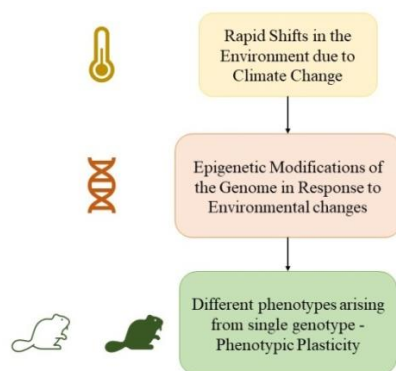 Rapid Shifts in the
Environment due to
Climate Change
Epigenetic Modifications of
the Genome in Response to
Environmental changes
Different phenotypes arising
from single genotype -
Phenotypic Plasticity